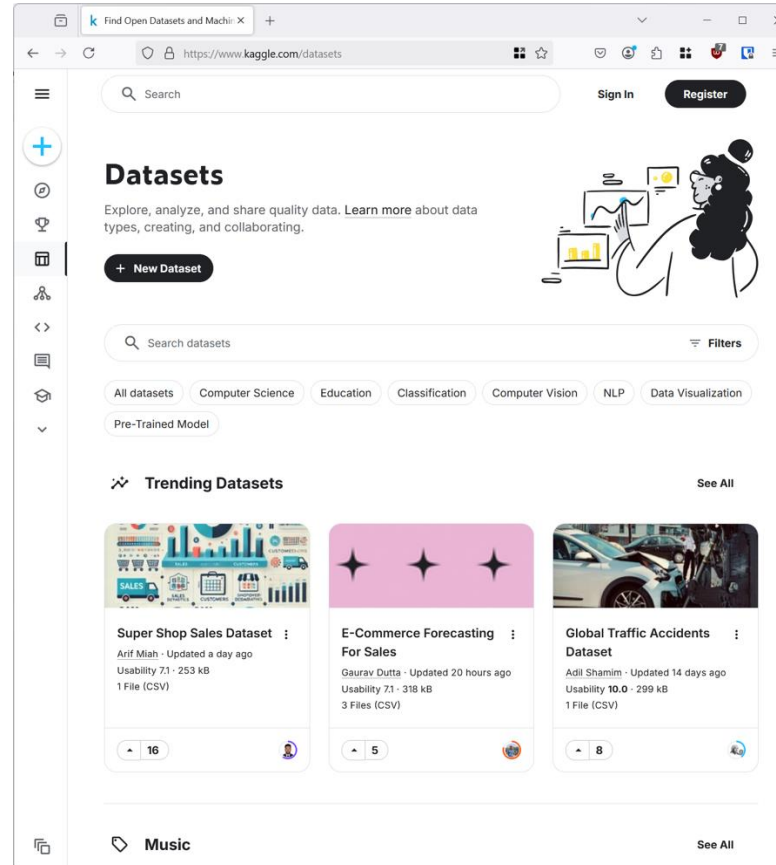 k Find Open Datasets and Machin
https://www.kaggle.com/datasets
7
Search
Sign In
Register
Datasets
Explore, analyze, and share quality data. Learn more about data
types, creating, and collaborating.
+ New Dataset
Search datasets
Filters
All datasets Computer Science Education Classification Computer Vision NLP Data Visualization
Pre-Trained Model
Trending Datasets
See All
SALES
Super Shop Sales Dataset
Arif Miah · Updated a day ago
Usability 7.1 · 253 kB
1 File (CSV)
16
E-Commerce Forecasting
For Sales
Gaurav Dutta · Updated 20 hours ago
Usability 7.1 · 318 kB
3 Files (CSV)
5
Global Traffic Accidents
Dataset
Adil Shamim · Updated 14 days ago
Usability 10.0 · 299 kB
1 File (CSV)
8
Music
See All